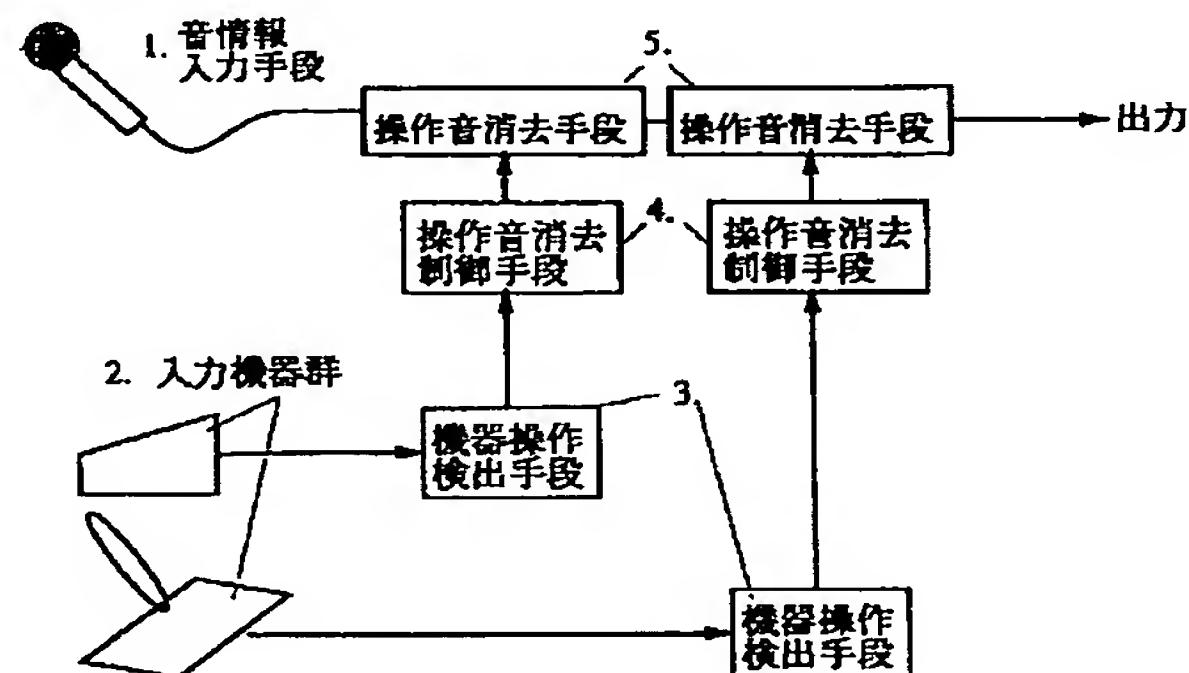 1. 音情報
入力手段
5.
操作音消去手段
操作音消去手段
出力
4.
操作音消去
制御手段
操作音消去
制御手段
2. 入力機器群
3.
機器操作
検出手段
機器操作
検出手段